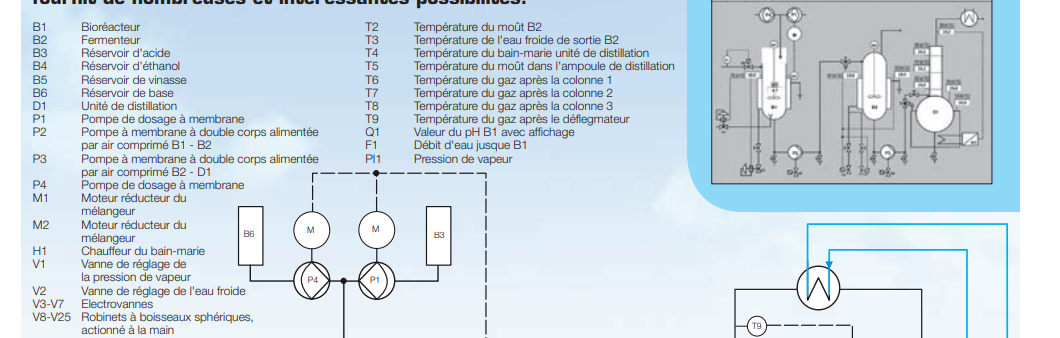 fournit de nombreuses et intéressantes possibilités:
B1 Bioréacteur
B2 Fermenteur
B3 Réservoir d'acide
B4 Réservoir d'éthanol
B5 Réservoir de vinasse
B6 Réservoir de base
D1 Unité de distillation
P1 Pompe de dosage à membrane
P2 Pompe à membrane à double corps alimentée
par air comprimé B1 - B2
P3 Pompe à membrane à double corps alimentée
par air comprimé B2 - D1
P4 Pompe de dosage à membrane
M1 Moteur réducteur du
mélangeur
M2 Moteur réducteur du
mélangeur
H1 Chauffeur du bain-marie
V1 Vanne de réglage de
la pression de vapeur
V2 Vanne de réglage de l'eau froide
V3-V7 Electrovannes
V8-V25 Robinets à boisseaux sphériques,
actionné à la main
T2 Température du moût B2
T3 Température de l'eau froide de sortie B2
T4 Température du bain-marie unité de distillation
T5 Température du moût dans l'ampoule de distillation
T6 Température du gaz après la colonne 1
T7 Température du gaz après la colonne 2
T8 Température du gaz après la colonne 3
T9 Température du gaz après le déflegmateur
Q1 Valeur du pH B1 avec affichage
F1 Débit d'eau jusque B1
PI1 Pression de vapeur
B6
M
M
B3
P4
P1
T9